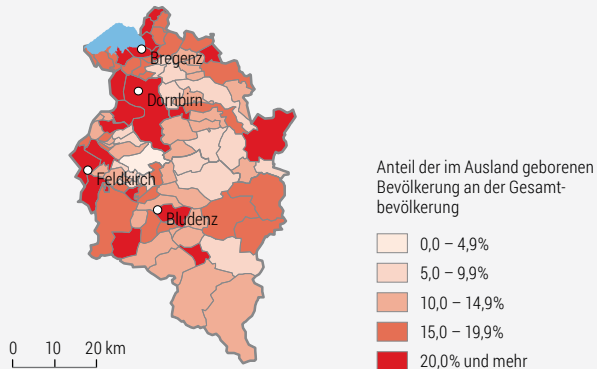 Bregenz
Dornbirn
Feldkirch
Bludenz
Anteil der im Ausland geborenen
Bevölkerung an der Gesamt-
bevölkerung
0,0 – 4,9%
5,0 – 9,9%
10,0 – 14,9%
15,0 – 19,9%
20,0% und mehr
0 10 20 km